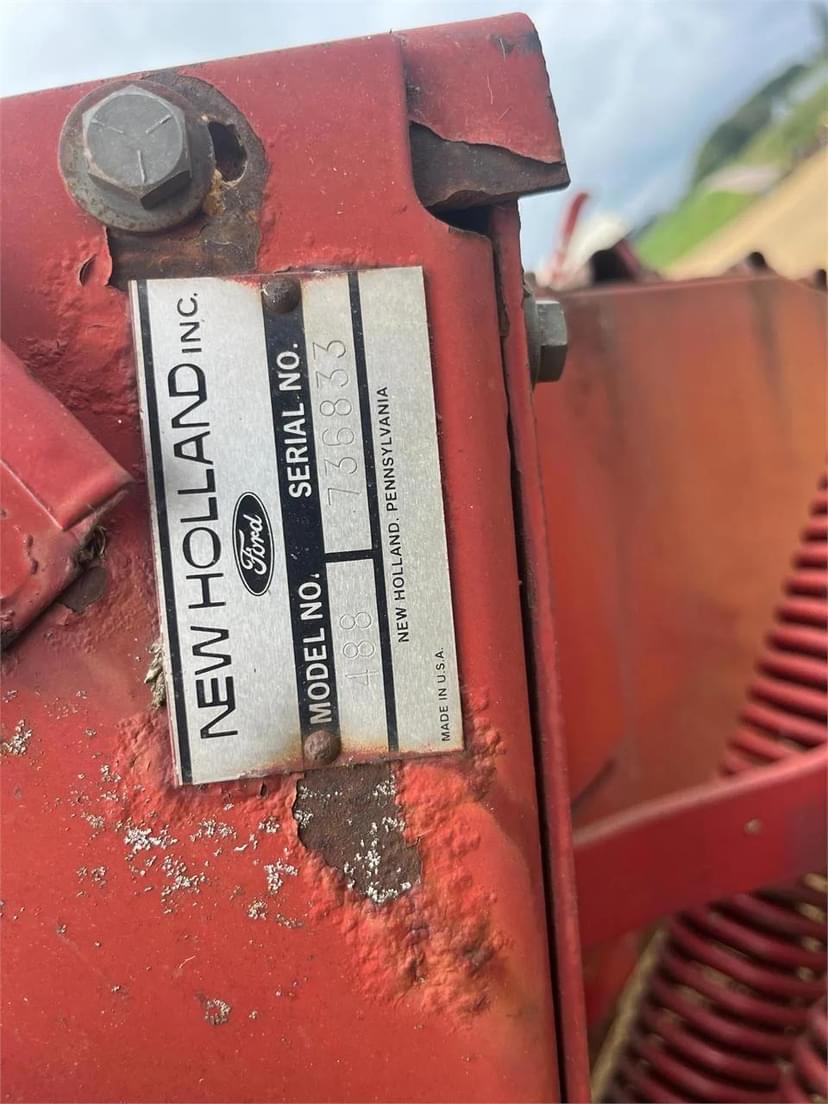 NEW HOLLAND INC.
Ford
MODEL NO. SERIAL NO.
488 736833
NEW HOLLAND, PENNSYLVANIA
MADE IN U.S.A.